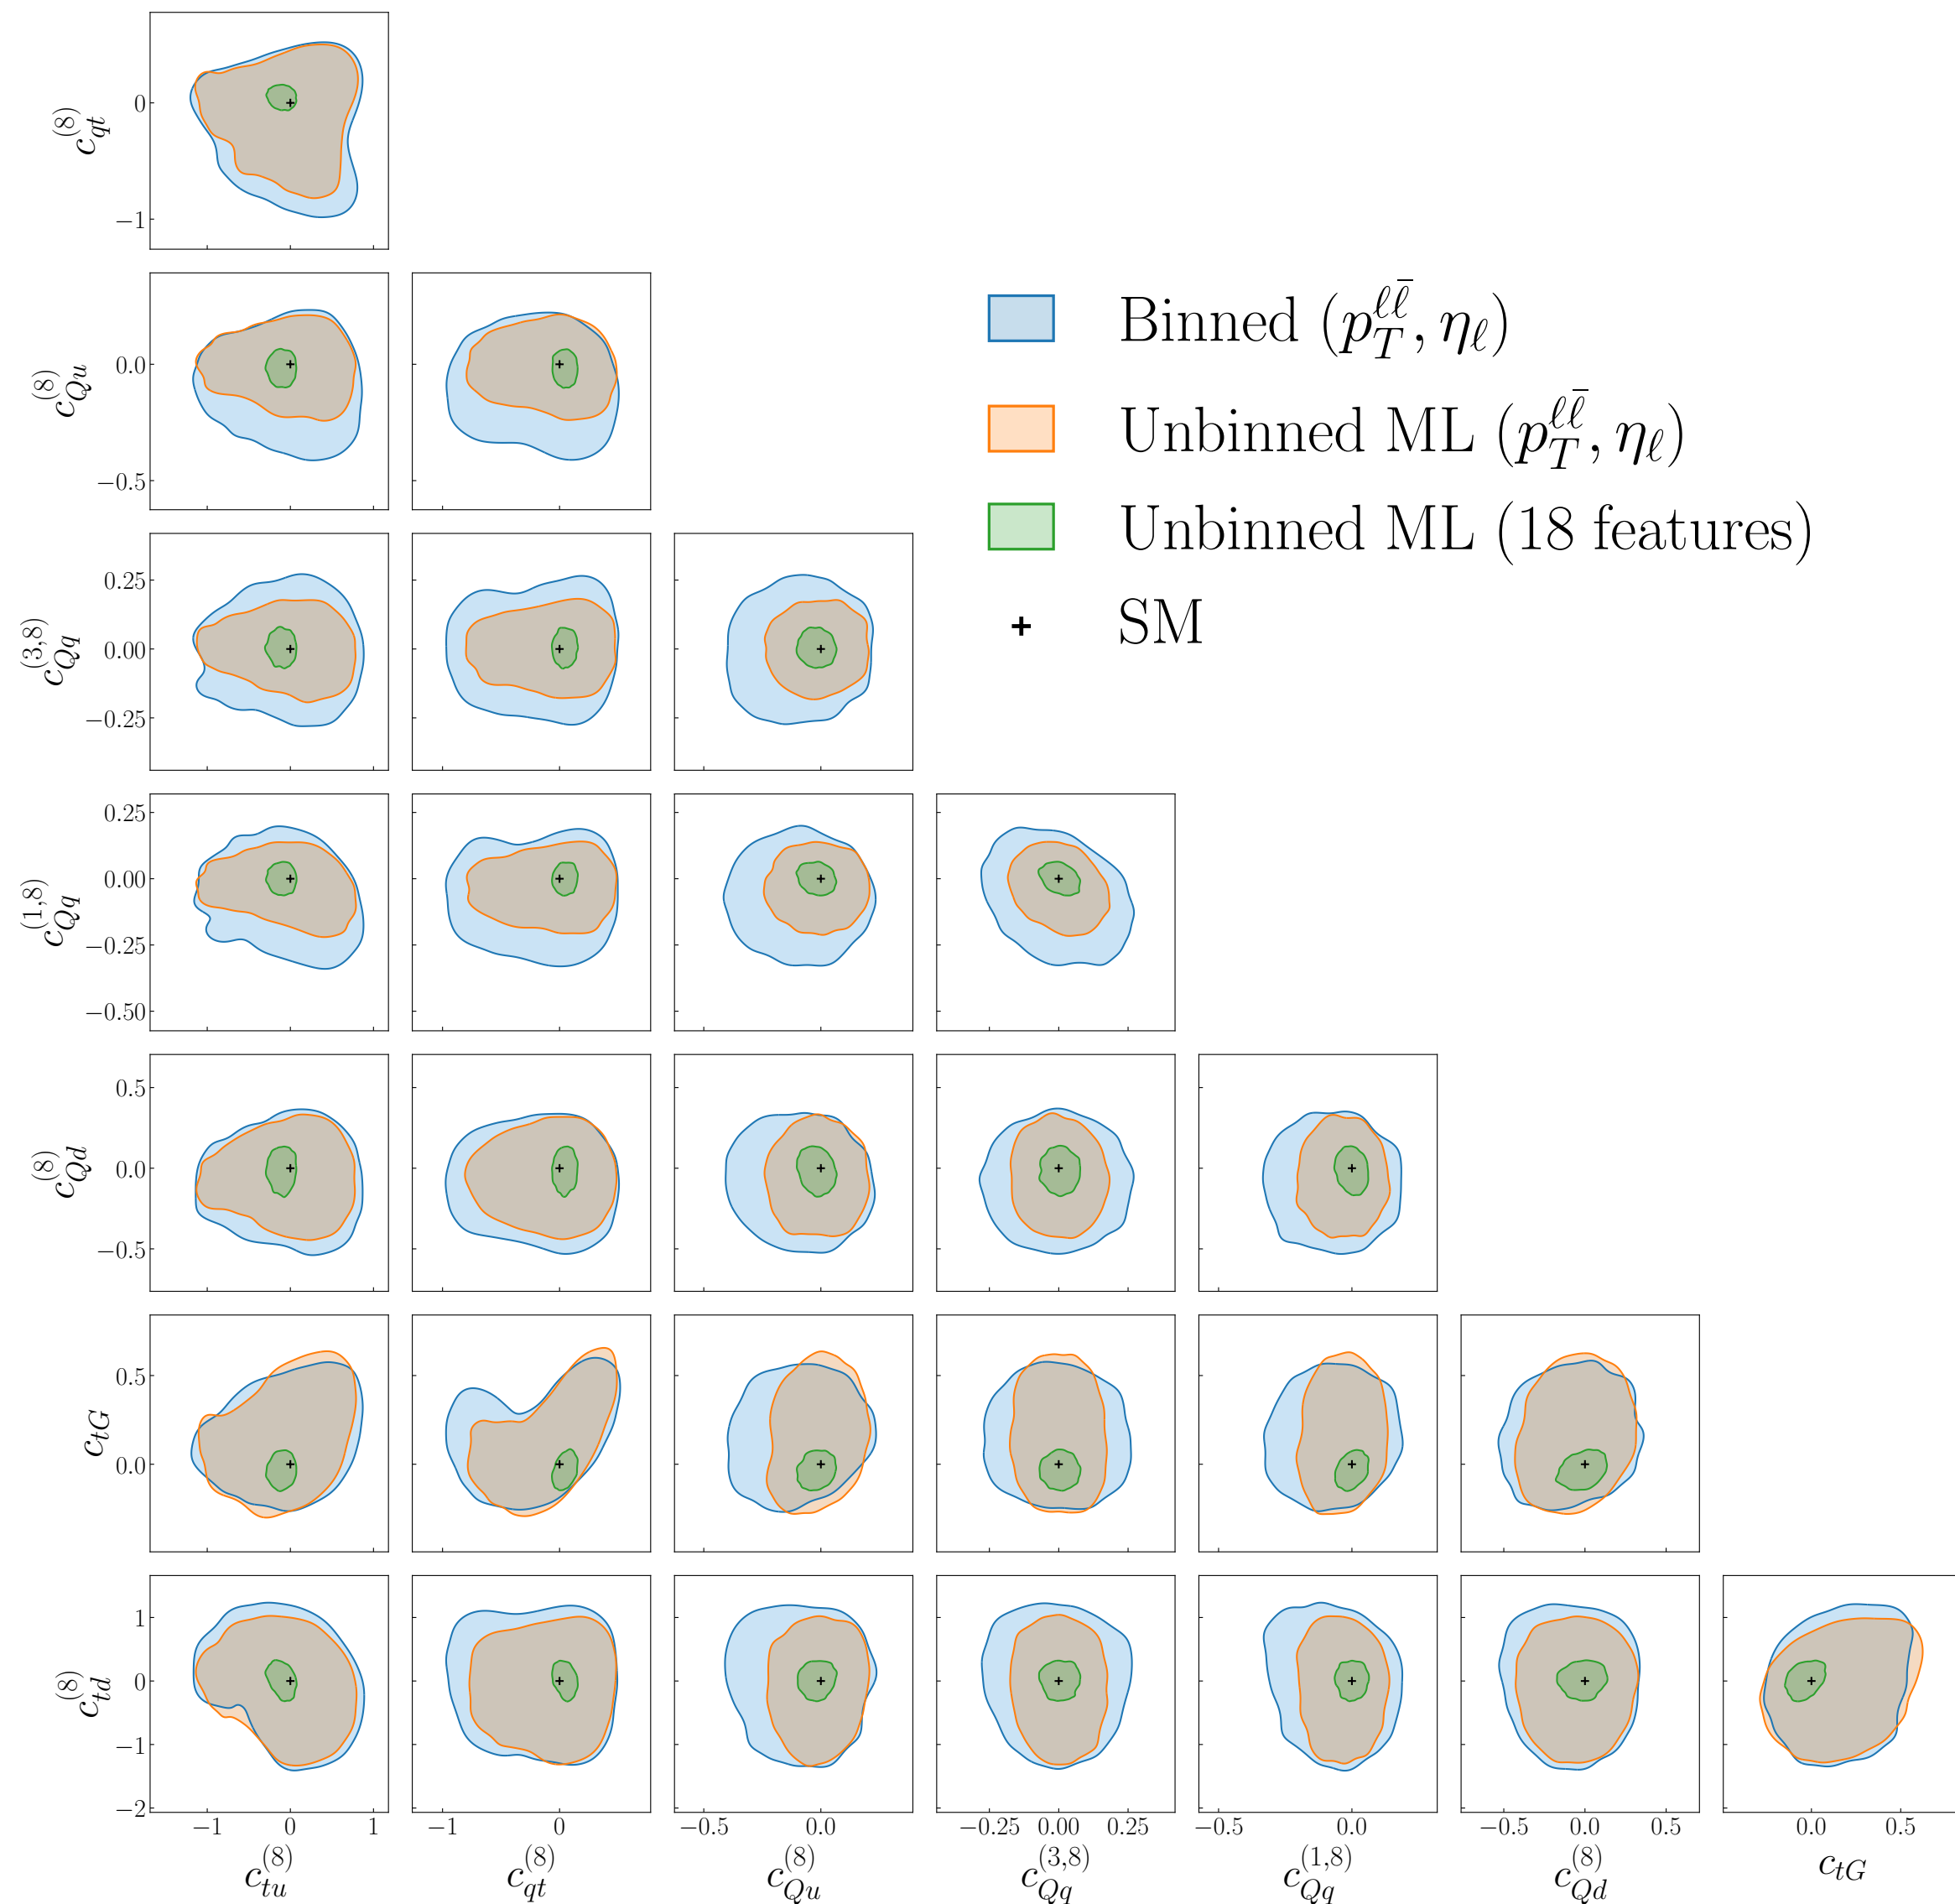 0
−1
c_{qt}^{(8)}
0.0
−0.5
c_{Qu}^{(8)}
Binned (p_T^{ℓℓ̄}, η_ℓ)
Unbinned ML (p_T^{ℓℓ̄}, η_ℓ)
Unbinned ML (18 features)
SM
0.25
0.00
−0.25
c_{Qq}^{(3,8)}
0.25
0.00
−0.25
−0.50
c_{Qq}^{(1,8)}
0.5
0.0
−0.5
c_{Qd}^{(8)}
0.5
0.0
c_{tG}
1
0
−1
−2
c_{td}^{(8)}
−1 0 1 −1 0 −0.5 0.0 −0.25 0.00 0.25 −0.5 0.0 −0.5 0.0 0.5 0.0 0.5
c_{tu}^{(8)} c_{qt}^{(8)} c_{Qu}^{(8)} c_{Qq}^{(3,8)} c_{Qq}^{(1,8)} c_{Qd}^{(8)} c_{tG}